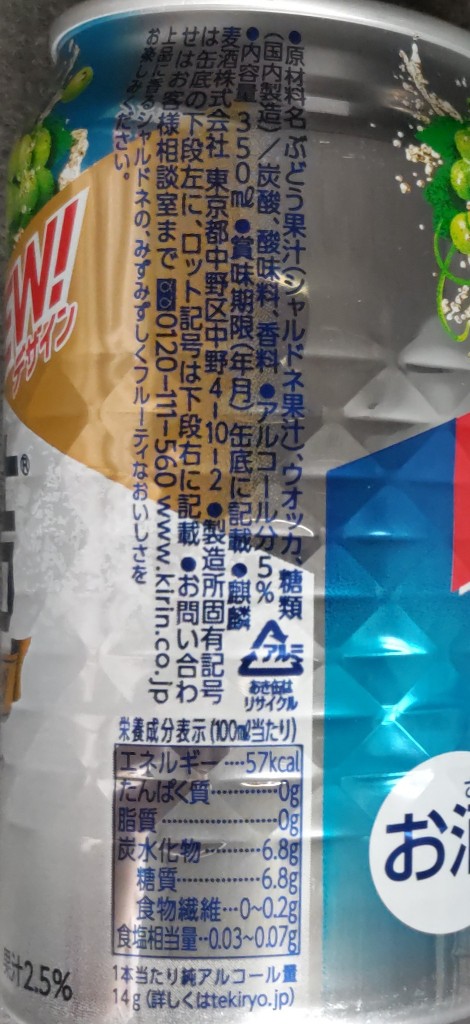 ●原材料名 ぶどう果汁(シャルドネ果汁)、ウオッカ、糖類
(国内製造)／炭酸、酸味料、香料 ●アルコール分5%
●内容量 350㎖ ●賞味期限(年月) 缶底に記載 ●麒麟
麦酒株式会社 東京都中野区中野4-10-2 ●製造所固有記号
は缶底の下段左に、ロット記号は下段右に記載 ●お問い合わ
せはお客様相談室まで 0120-111-560 www.kirin.co.jp
上品に香るシャルドネの、みずみずしくフルーティなおいしさを
お楽しみください。
アルミ
あき缶は
リサイクル
栄養成分表示(100㎖当たり)
エネルギー……57kcal
たんぱく質…………0g
脂質…………………0g
炭水化物…………6.8g
糖質………………6.8g
食物繊維…0~0.2g
食塩相当量…0.03~0.07g
1本当たり純アルコール量
14g(詳しくはtekiryo.jp)
EW!
デザイン
®
果汁2.5%
お酒